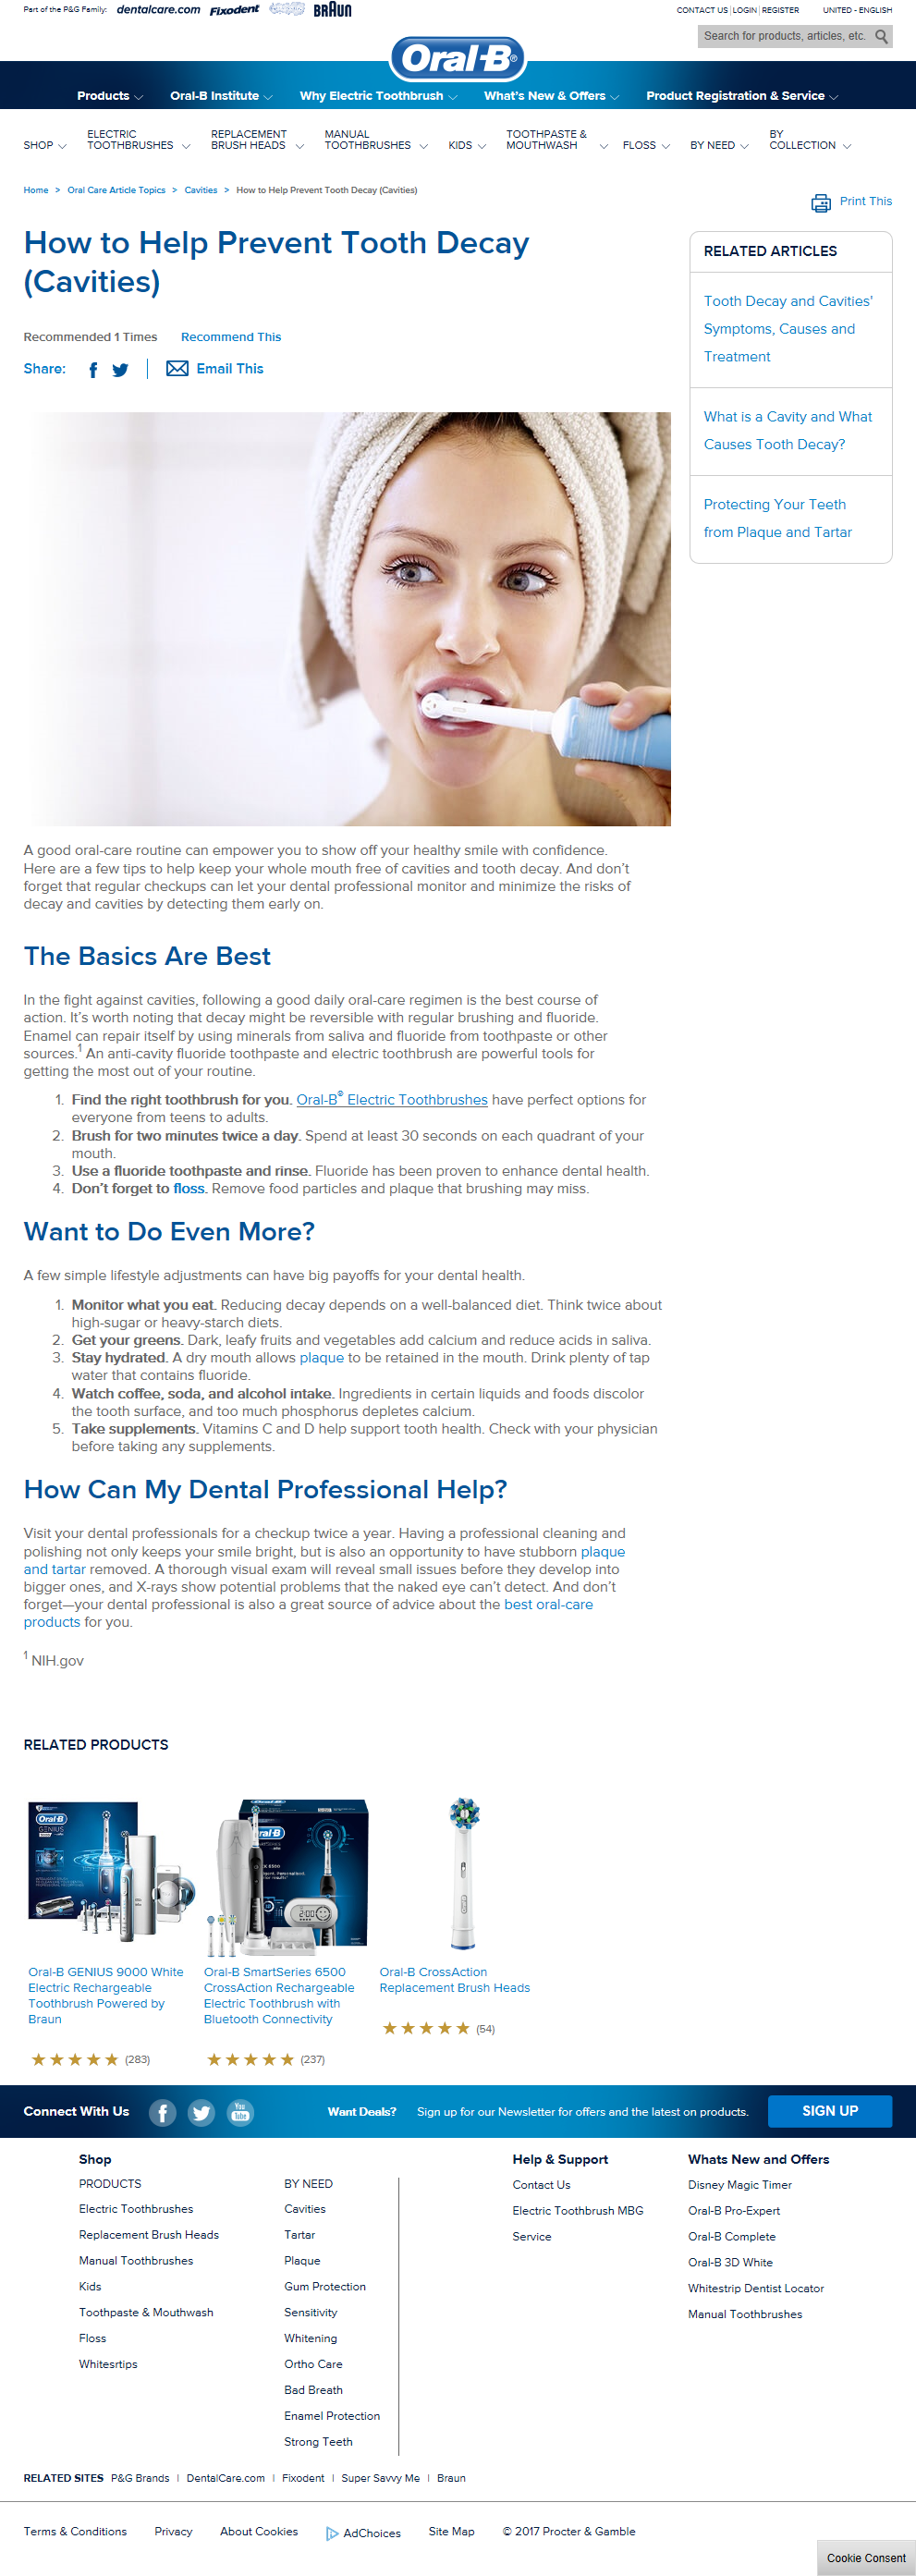 Part of the P&G Family: dentalcare.com Fixodent BRAUN
CONTACT US | LOGIN | REGISTER UNITED - ENGLISH
Search for products, articles, etc.
Oral-B®
Products Oral-B Institute Why Electric Toothbrush What's New & Offers Product Registration & Service
SHOP
ELECTRIC
TOOTHBRUSHES
REPLACEMENT
BRUSH HEADS
MANUAL
TOOTHBRUSHES
KIDS
TOOTHPASTE &
MOUTHWASH
FLOSS
BY NEED
BY
COLLECTION
Home > Oral Care Article Topics > Cavities > How to Help Prevent Tooth Decay (Cavities)
Print This
How to Help Prevent Tooth Decay
(Cavities)
Recommended 1 Times Recommend This
Share: Email This
RELATED ARTICLES
Tooth Decay and Cavities'
Symptoms, Causes and
Treatment
What is a Cavity and What
Causes Tooth Decay?
Protecting Your Teeth
from Plaque and Tartar
A good oral-care routine can empower you to show off your healthy smile with confidence.
Here are a few tips to help keep your whole mouth free of cavities and tooth decay. And don't
forget that regular checkups can let your dental professional monitor and minimize the risks of
decay and cavities by detecting them early on.
The Basics Are Best
In the fight against cavities, following a good daily oral-care regimen is the best course of
action. It's worth noting that decay might be reversible with regular brushing and fluoride.
Enamel can repair itself by using minerals from saliva and fluoride from toothpaste or other
sources.1 An anti-cavity fluoride toothpaste and electric toothbrush are powerful tools for
getting the most out of your routine.
1. Find the right toothbrush for you. Oral-B® Electric Toothbrushes have perfect options for
everyone from teens to adults.
2. Brush for two minutes twice a day. Spend at least 30 seconds on each quadrant of your
mouth.
3. Use a fluoride toothpaste and rinse. Fluoride has been proven to enhance dental health.
4. Don't forget to floss. Remove food particles and plaque that brushing may miss.
Want to Do Even More?
A few simple lifestyle adjustments can have big payoffs for your dental health.
1. Monitor what you eat. Reducing decay depends on a well-balanced diet. Think twice about
high-sugar or heavy-starch diets.
2. Get your greens. Dark, leafy fruits and vegetables add calcium and reduce acids in saliva.
3. Stay hydrated. A dry mouth allows plaque to be retained in the mouth. Drink plenty of tap
water that contains fluoride.
4. Watch coffee, soda, and alcohol intake. Ingredients in certain liquids and foods discolor
the tooth surface, and too much phosphorus depletes calcium.
5. Take supplements. Vitamins C and D help support tooth health. Check with your physician
before taking any supplements.
How Can My Dental Professional Help?
Visit your dental professionals for a checkup twice a year. Having a professional cleaning and
polishing not only keeps your smile bright, but is also an opportunity to have stubborn plaque
and tartar removed. A thorough visual exam will reveal small issues before they develop into
bigger ones, and X-rays show potential problems that the naked eye can't detect. And don't
forget—your dental professional is also a great source of advice about the best oral-care
products for you.
1 NIH.gov
RELATED PRODUCTS
Oral-B
GENIUS
2:00
Oral-B GENIUS 9000 White
Electric Rechargeable
Toothbrush Powered by
Braun
(283)
Oral-B SmartSeries 6500
CrossAction Rechargeable
Electric Toothbrush with
Bluetooth Connectivity
(237)
Oral-B CrossAction
Replacement Brush Heads
(54)
Connect With Us You Tube Want Deals? Sign up for our Newsletter for offers and the latest on products. SIGN UP
Shop
PRODUCTS
Electric Toothbrushes
Replacement Brush Heads
Manual Toothbrushes
Kids
Toothpaste & Mouthwash
Floss
Whitesrtips
BY NEED
Cavities
Tartar
Plaque
Gum Protection
Sensitivity
Whitening
Ortho Care
Bad Breath
Enamel Protection
Strong Teeth
Help & Support
Contact Us
Electric Toothbrush MBG
Service
Whats New and Offers
Disney Magic Timer
Oral-B Pro-Expert
Oral-B Complete
Oral-B 3D White
Whitestrip Dentist Locator
Manual Toothbrushes
RELATED SITES P&G Brands | DentalCare.com | Fixodent | Super Savvy Me | Braun
Terms & Conditions Privacy About Cookies AdChoices Site Map © 2017 Procter & Gamble
Cookie Consent